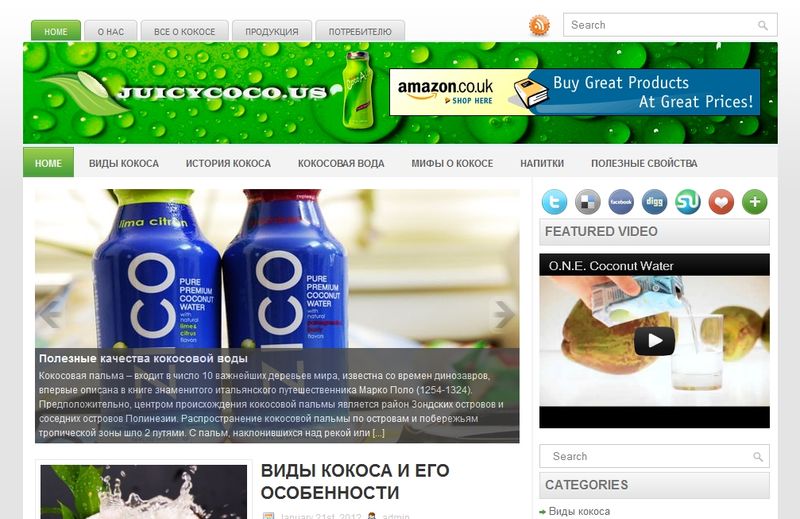 HOME О НАС ВСЕ О КОКОСЕ ПРОДУКЦИЯ ПОТРЕБИТЕЛЮ
Search
JUICYCOCO.US
amazon.co.uk
SHOP HERE
Buy Great Products
At Great Prices!
HOME ВИДЫ КОКОСА ИСТОРИЯ КОКОСА КОКОСОВАЯ ВОДА МИФЫ О КОКОСЕ НАПИТКИ ПОЛЕЗНЫЕ СВОЙСТВА
lima citron
ZICO
PURE
PREMIUM
COCONUT
WATER
with
natural
lime &
citrus
flavors
ZICO
PURE
PREMIUM
COCONUT
WATER
with
natural
flavor
Полезные качества кокосовой воды
Кокосовая пальма – входит в число 10 важнейших деревьев мира, известна со времен динозавров,
впервые описана в книге знаменитого итальянского путешественника Марко Поло (1254-1324).
Предположительно, центром происхождения кокосовой пальмы является район Зондских островов и
соседних островов Полинезии. Распространение кокосовой пальмы по островам и побережьям
тропической зоны шло 2 путями. С пальм, наклонившихся над рекой или [...]
facebook
digg
FEATURED VIDEO
O.N.E. Coconut Water
Search
CATEGORIES
Виды кокоса
ВИДЫ КОКОСА И ЕГО
ОСОБЕННОСТИ
January 21st, 2012 admin